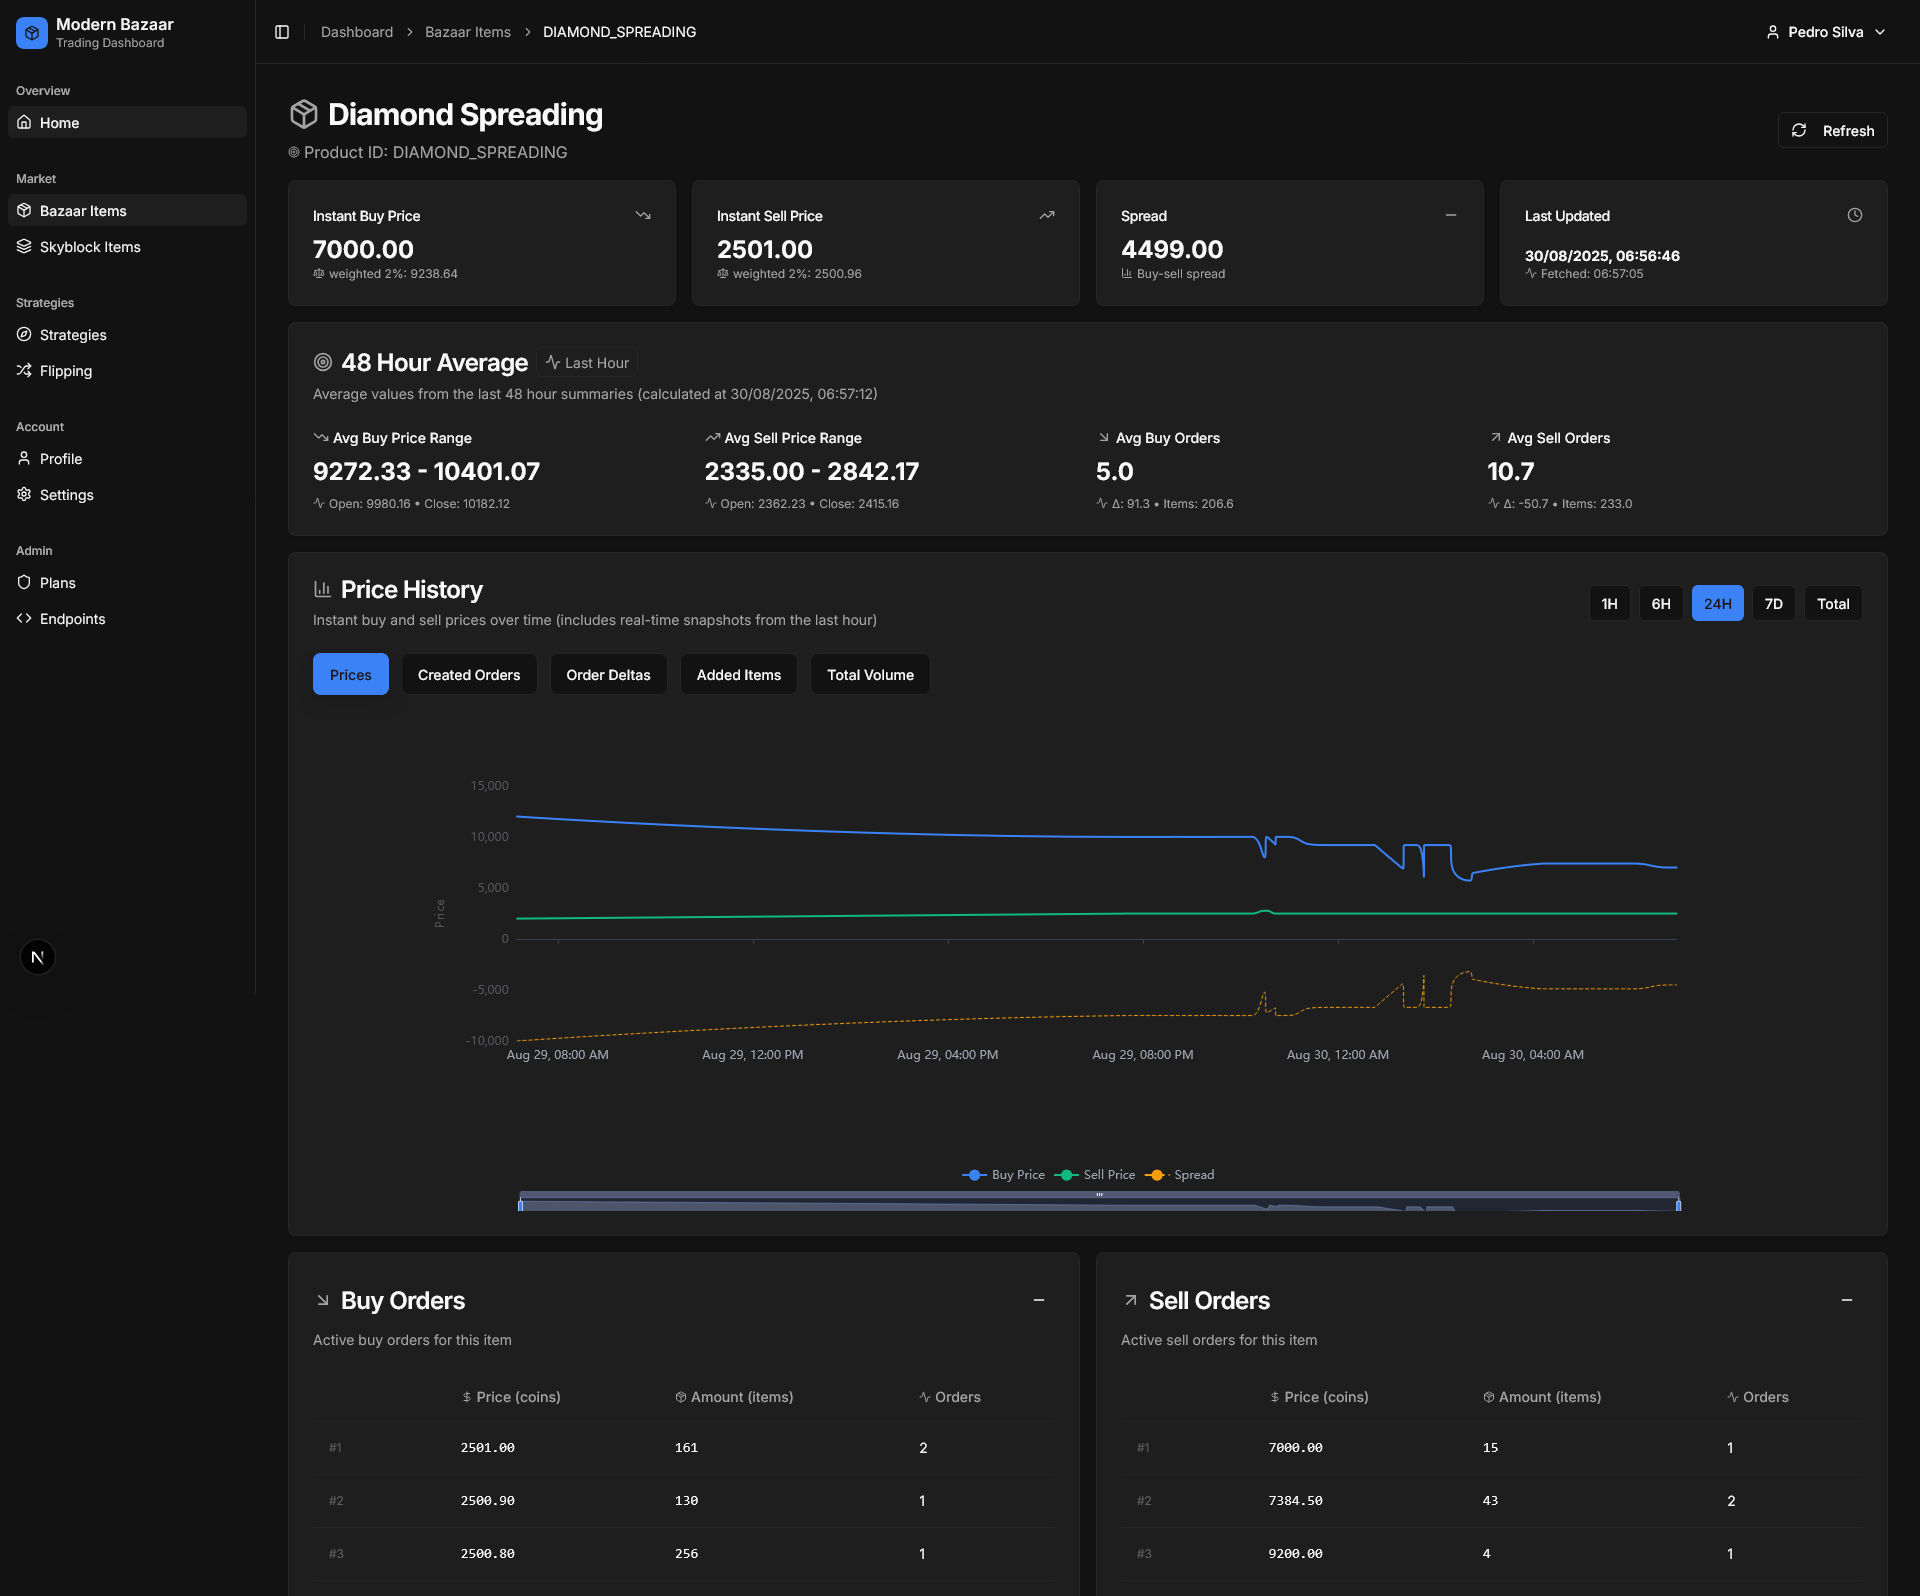 Modern Bazaar
Trading Dashboard
Overview
Home
Market
Bazaar Items
Skyblock Items
Strategies
Strategies
Flipping
Account
Profile
Settings
Admin
Plans
Endpoints
N
Dashboard > Bazaar Items > DIAMOND_SPREADING
Pedro Silva
Diamond Spreading
Product ID: DIAMOND_SPREADING
Refresh
Instant Buy Price
7000.00
weighted 2%: 9238.64
Instant Sell Price
2501.00
weighted 2%: 2500.96
Spread
4499.00
Buy-sell spread
Last Updated
30/08/2025, 06:56:46
Fetched: 06:57:05
48 Hour Average Last Hour
Average values from the last 48 hour summaries (calculated at 30/08/2025, 06:57:12)
Avg Buy Price Range
9272.33 - 10401.07
Open: 9980.16 • Close: 10182.12
Avg Sell Price Range
2335.00 - 2842.17
Open: 2362.23 • Close: 2415.16
Avg Buy Orders
5.0
Δ: 91.3 • Items: 206.6
Avg Sell Orders
10.7
Δ: -50.7 • Items: 233.0
Price History
Instant buy and sell prices over time (includes real-time snapshots from the last hour)
1H 6H 24H 7D Total
Prices Created Orders Order Deltas Added Items Total Volume
15,000
10,000
5,000
0
-5,000
-10,000
Price
Aug 29, 08:00 AM Aug 29, 12:00 PM Aug 29, 04:00 PM Aug 29, 08:00 PM Aug 30, 12:00 AM Aug 30, 04:00 AM
Buy Price Sell Price Spread
Buy Orders
Active buy orders for this item
Price (coins) Amount (items) Orders
#1 2501.00 161 2
#2 2500.90 130 1
#3 2500.80 256 1
Sell Orders
Active sell orders for this item
Price (coins) Amount (items) Orders
#1 7000.00 15 1
#2 7384.50 43 2
#3 9200.00 4 1